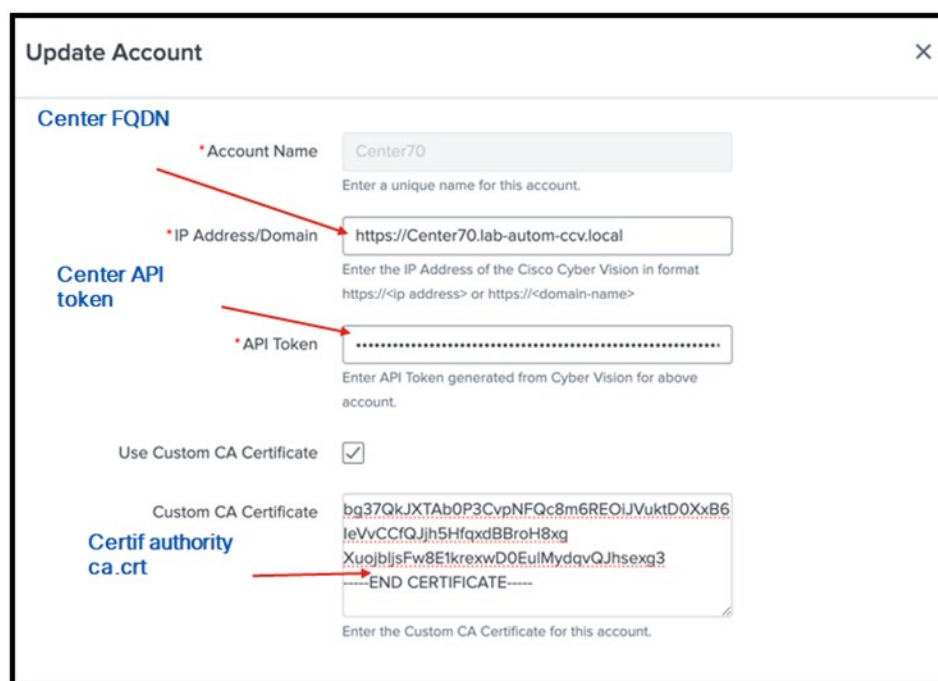 Update Account
Center FQDN
*Account Name
Center70
Enter a unique name for this account.
*IP Address/Domain
https://Center70.lab-autom-ccv.local
Enter the IP Address of the Cisco Cyber Vision in format
https://<ip address> or https://<domain-name>
Center API
token
*API Token
Enter API Token generated from Cyber Vision for above
account.
Use Custom CA Certificate
Custom CA Certificate
bg37QkJXTAb0P3CvpNFQc8m6REOiJVuktD0XxB6
IeVvCCfQJjh5HfqxdBBroH8xg
XuojbljsFw8E1krexwD0EulMydqvQJhsexg3
-----END CERTIFICATE-----
Certif authority
ca.crt
Enter the Custom CA Certificate for this account.